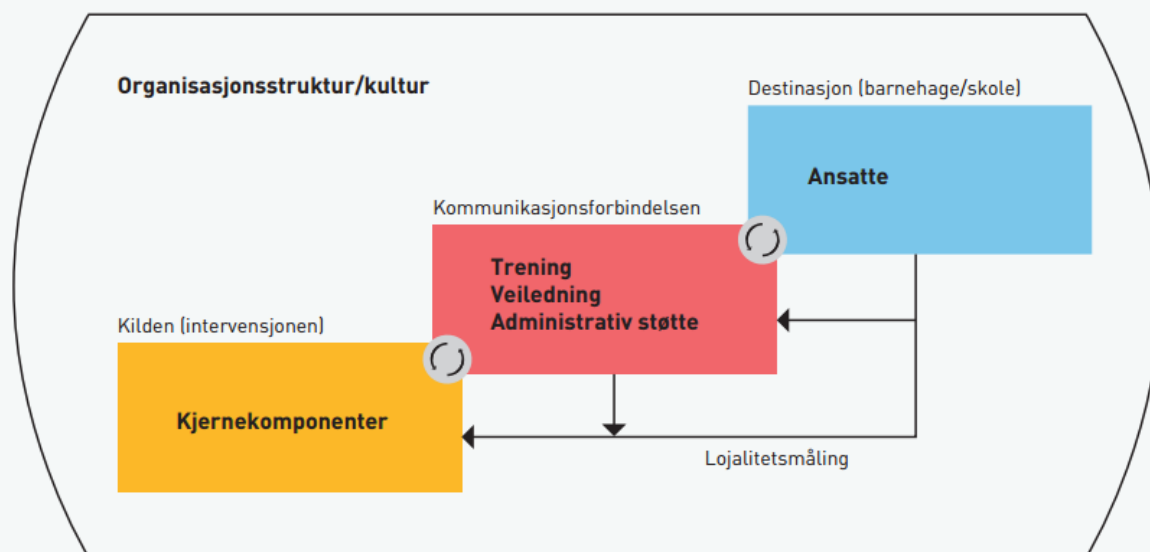 Organisasjonsstruktur/kultur
Destinasjon (barnehage/skole)
Ansatte
Kommunikasjonsforbindelsen
Trening
Veiledning
Administrativ støtte
Kilden (intervensjonen)
Kjernekomponenter
Lojalitetsmåling